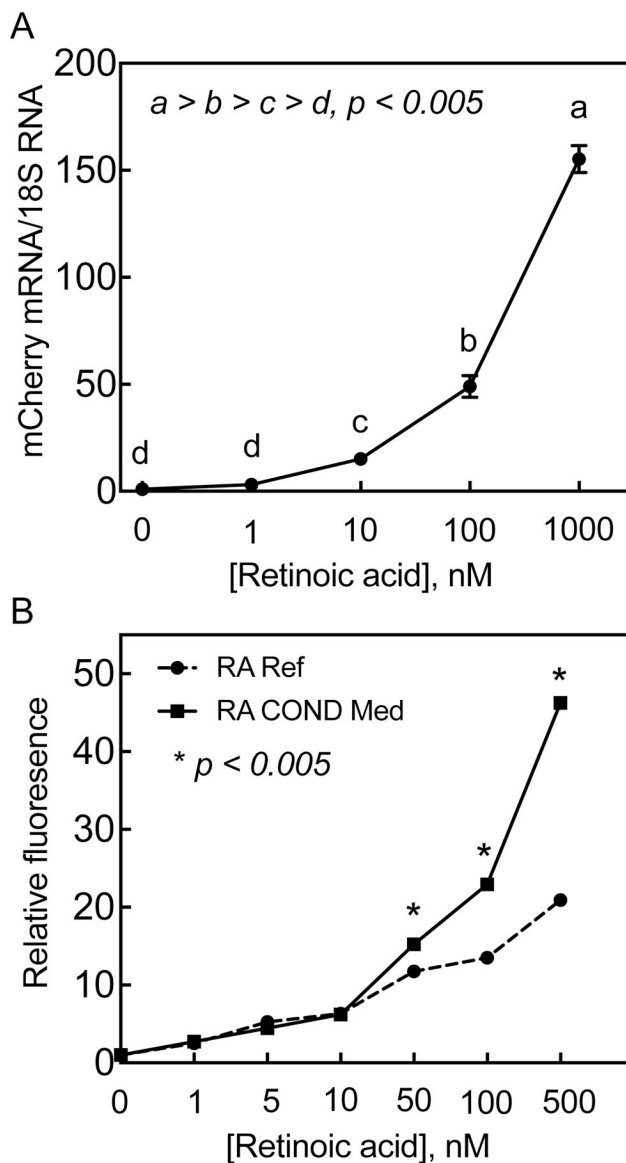 A
mCherry mRNA/18S RNA
200
150
100
50
0
a > b > c > d, p < 0.005
d
d
c
b
a
0 1 10 100 1000
[Retinoic acid], nM
B
Relative fluoresence
50
40
30
20
10
0
RA Ref
RA COND Med
* p < 0.005
*
*
*
0 1 5 10 50 100 500
[Retinoic acid], nM